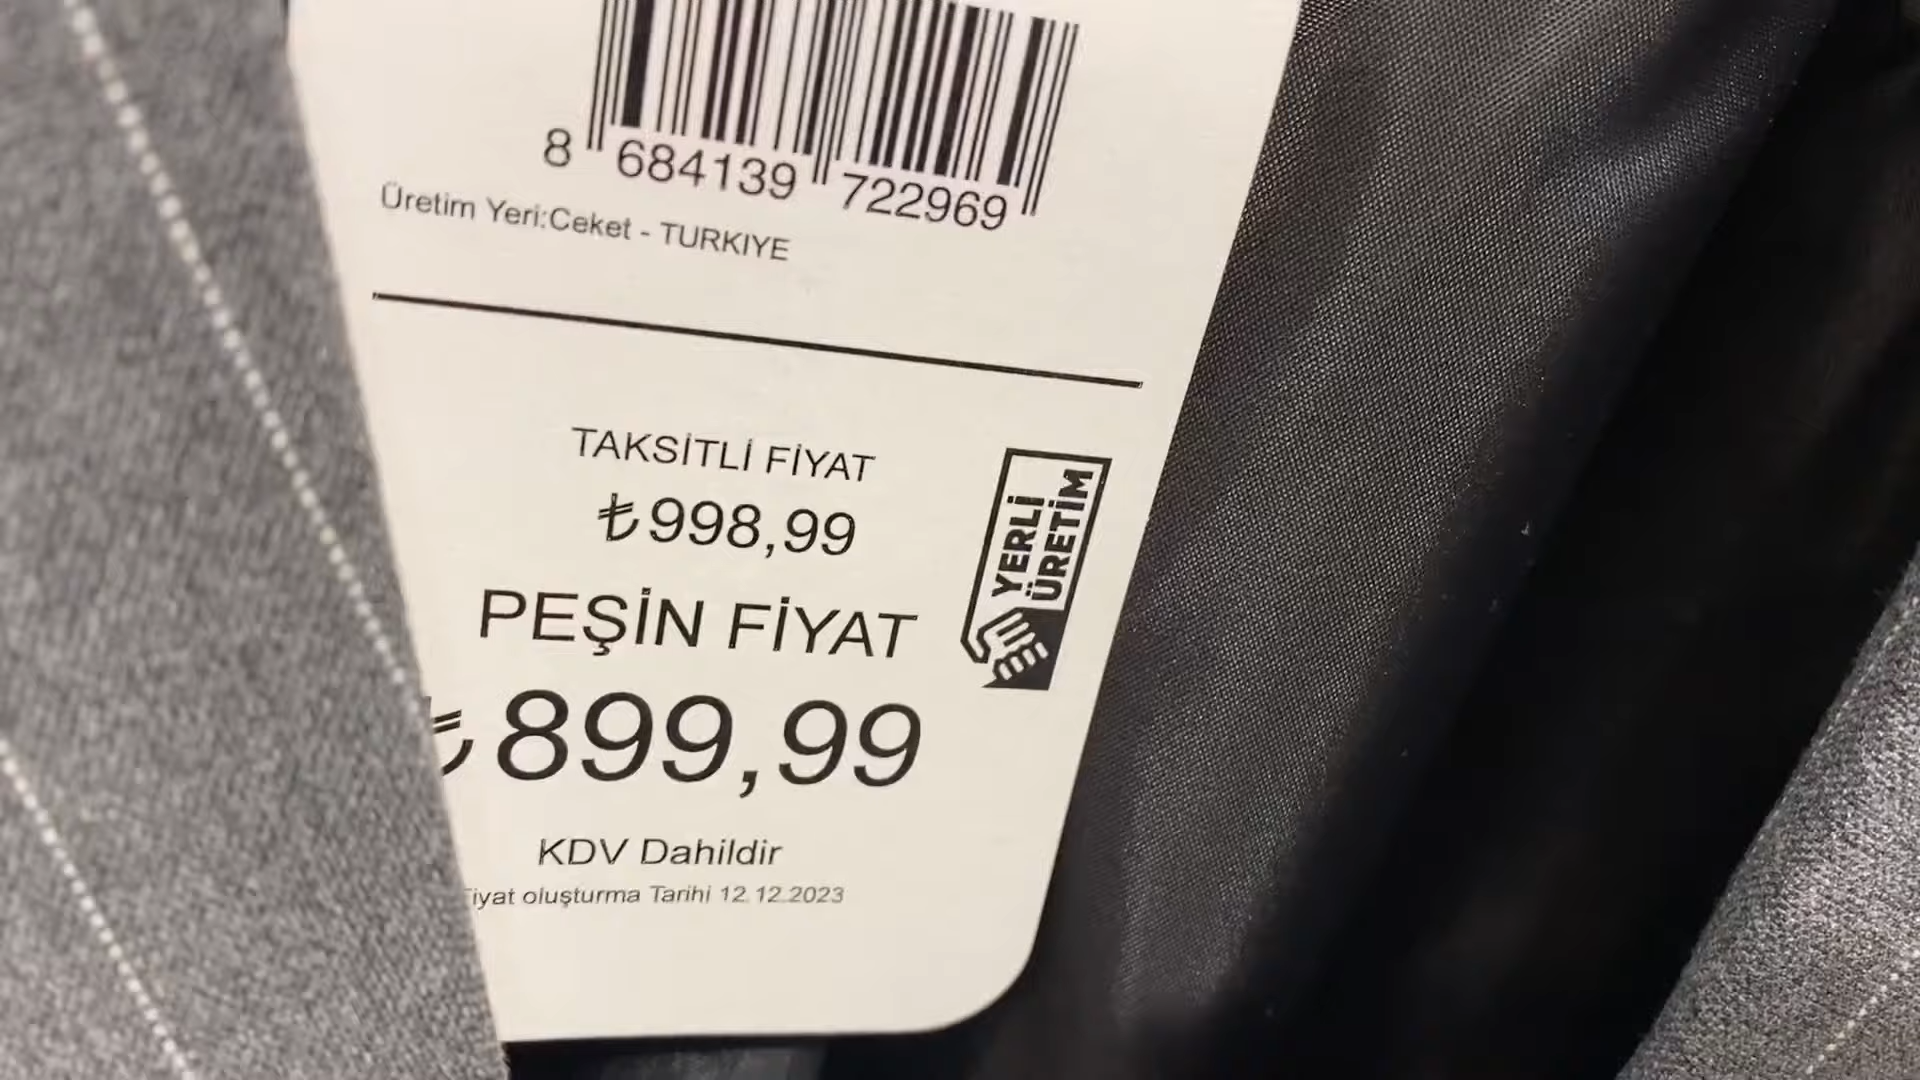 8 684139 722969
Üretim Yeri:Ceket - TURKIYE
TAKSİTLİ FİYAT
₺998,99
PEŞİN FİYAT
₺899,99
YERLİ
ÜRETİM
KDV Dahildir
iyat oluşturma Tarihi 12.12.2023